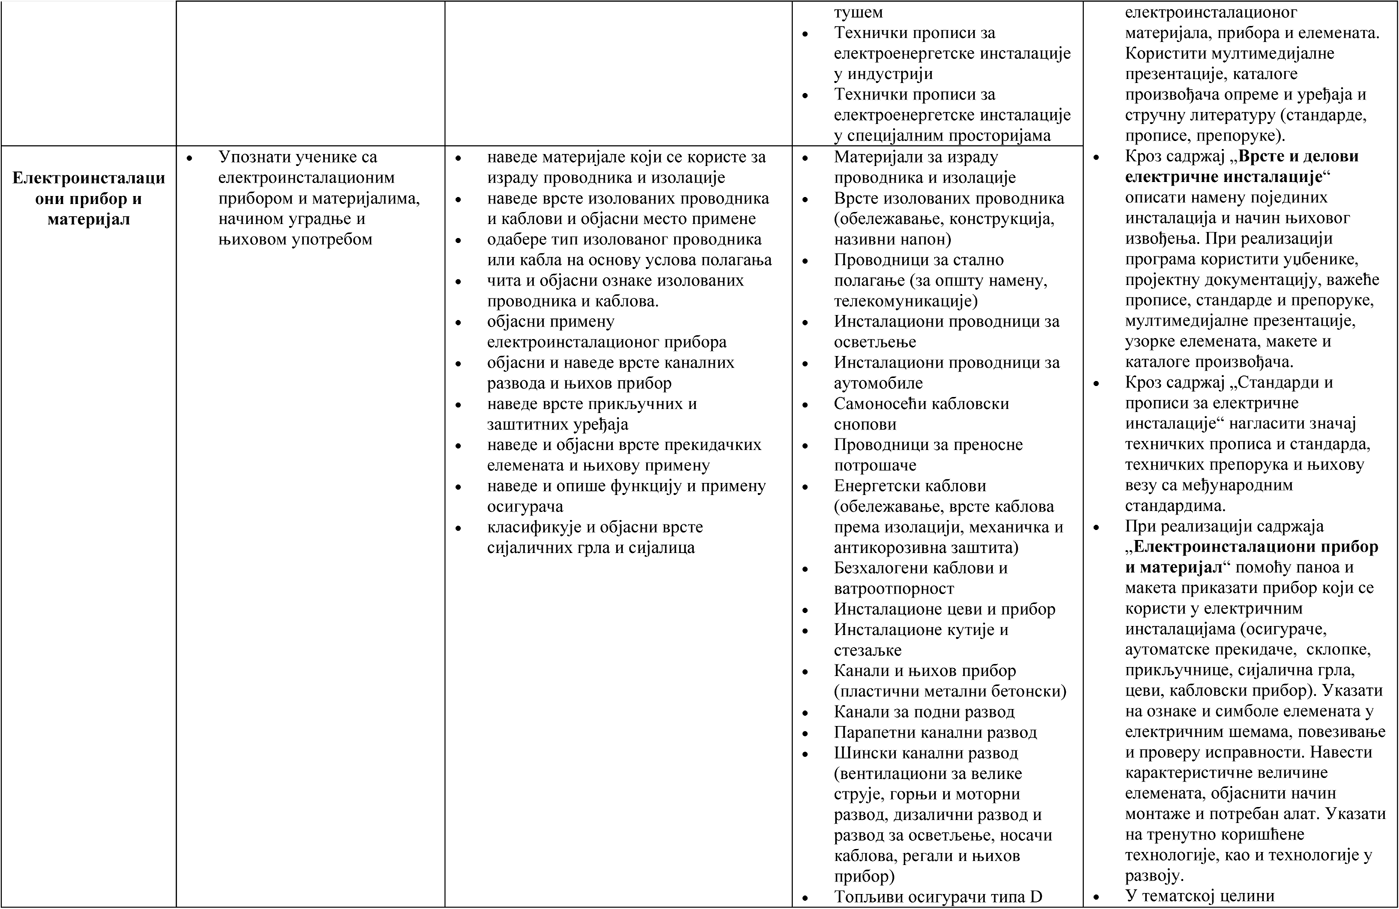 тушем
• Технички прописи за
електроенергетске инсталације
у индустрији
• Технички прописи за
електроенергетске инсталације
у специјалним просторијама
електроинсталационог
материјала, прибора и елемената.
Користити мултимедијалне
презентације, каталоге
произвођача опреме и уређаја и
стручну литературу (стандарде,
прописе, препоруке).
Електроинсталаци
они прибор и
материјал
• Упознати ученике са
електроинсталационим
прибором и материјалима,
начином уградње и
њиховом употребом
• наведе материјале који се користе за
израду проводника и изолације
• наведе врсте изолованих проводника
и каблови и објасни место примене
• одабере тип изолованог проводника
или кабла на основу услова полагања
• чита и објасни ознаке изолованих
проводника и каблова.
• објасни примену
електроинсталационог прибора
• објасни и наведе врсте каналних
развода и њихов прибор
• наведе врсте прикључних и
заштитних уређаја
• наведе и објасни врсте прекидачких
елемената и њихову примену
• наведе и опише функцију и примену
осигурача
• класификује и објасни врсте
сијаличних грла и сијалица
• Материјали за израду
проводника и изолације
• Врсте изолованих проводника
(обележавање, конструкција,
називни напон)
• Проводници за стално
полагање (за општу намену,
телекомуникације)
• Инсталациони проводници за
осветљење
• Инсталациони проводници за
аутомобиле
• Самоносећи кабловски
снопови
• Проводници за преносне
потрошаче
• Енергетски каблови
(обележавање, врсте каблова
према изолацији, механичка и
антикорозивна заштита)
• Безхалогени каблови и
ватроотпорност
• Инсталационе цеви и прибор
• Инсталационе кутије и
стезаљке
• Канали и њихов прибор
(пластични метални бетонски)
• Канали за подни развод
• Парапетни канални развод
• Шински канални развод
(вентилациони за велике
струје, горњи и моторни
развод, дизалични развод и
развод за осветљење, носачи
каблова, регали и њихов
прибор)
• Топљиви осигурачи типа D
• Кроз садржај „Врсте и делови
електричне инсталације“
описати намену појединих
инсталација и начин њиховог
извођења. При реализацији
програма користити уџбенике,
пројектну документацију, важеће
прописе, стандарде и препоруке,
мултимедијалне презентације,
узорке елемената, макете и
каталоге произвођача.
• Кроз садржај „Стандарди и
прописи за електричне
инсталације“ нагласити значај
техничких прописа и стандарда,
техничких препорука и њихову
везу са међународним
стандардима.
• При реализацији садржаја
„Електроинсталациони прибор
и материјал“ помоћу паноа и
макета приказати прибор који се
користи у електричним
инсталацијама (осигураче,
аутоматске прекидаче, склопке,
прикључнице, сијалична грла,
цеви, кабловски прибор). Указати
на ознаке и симболе елемената у
електричним шемама, повезивање
и проверу исправности. Навести
карактеристичне величине
елемената, објаснити начин
монтаже и потребан алат. Указати
на тренутно коришћене
технологије, као и технологије у
развоју.
• У тематској целини